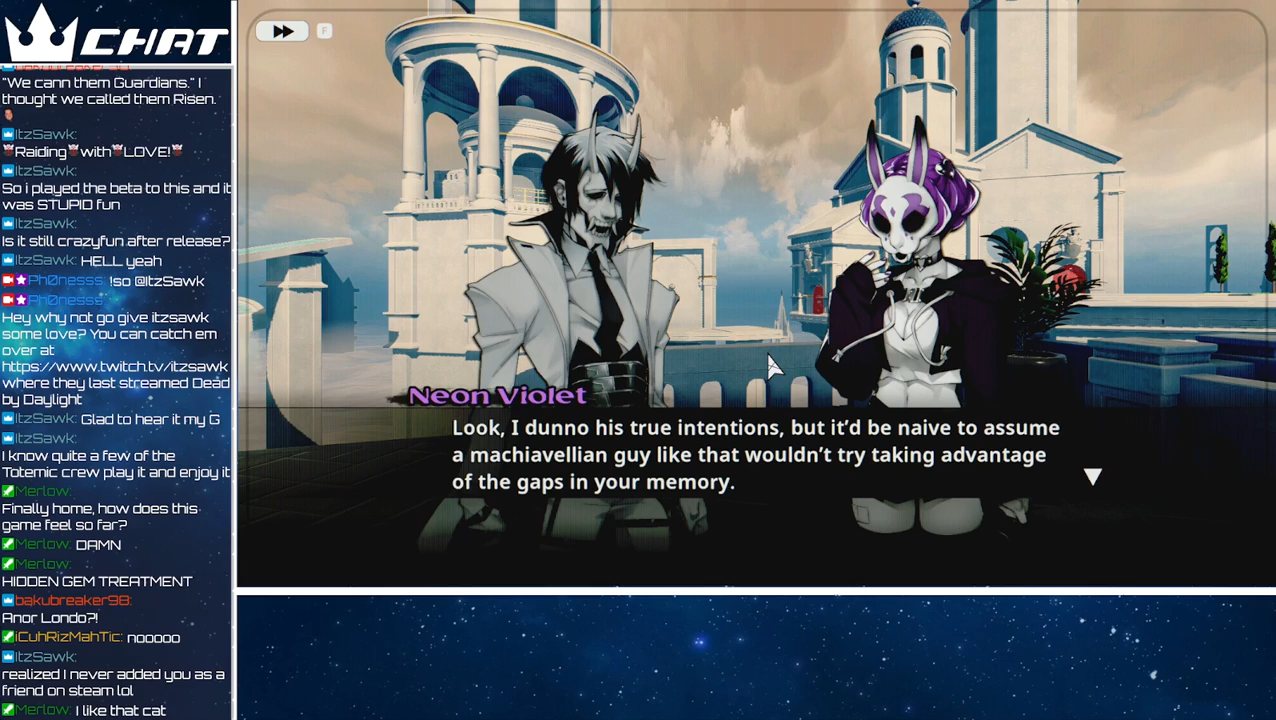 CHAT
"We cann them Guardians." I
thought we called them Risen.
ItzSawk:
Raiding with LOVE!
ItzSawk:
So i played the beta to this and it
was STUPID fun
ItzSawk:
Is it still crazyfun after release?
ItzSawk: HELL yeah
Ph0nesss: !so @itzSawk
Ph0nesss:
Hey why not go give itzsawk
some love? You can catch em
over at
https://www.twitch.tv/itzsawk
where they last streamed Dead
by Daylight
ItzSawk: Glad to hear it my G
ItzSawk:
I know quite a few of the
Totemic crew play it and enjoy it
Merlow:
Finally home, how does this
game feel so far?
Merlow: DAMN
Merlow:
HIDDEN GEM TREATMENT
bakubreaker98:
Anor Londo?!
iCuhRizMahTic: nooooo
ItzSawk:
realized I never added you as a
friend on steam lol
Merlow: I like that cat
F
Neon Violet
Look, I dunno his true intentions, but it'd be naive to assume
a machiavellian guy like that wouldn't try taking advantage
of the gaps in your memory.